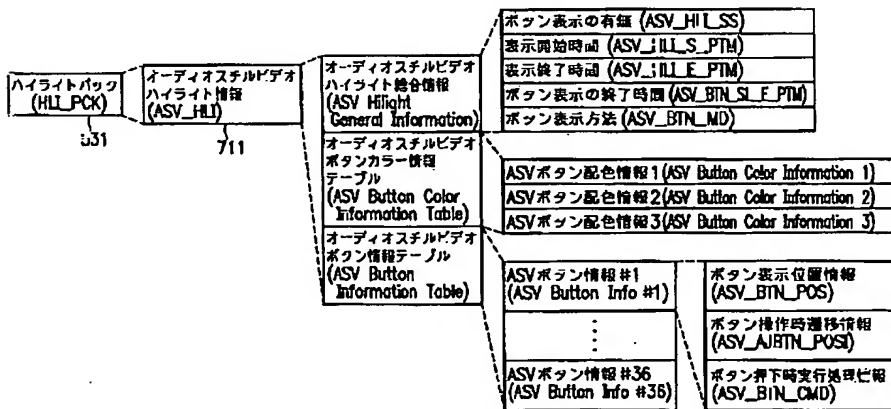 ハイライトパック
(HLI_PCK)
631
オーディオスチルビデオ
ハイライト情報
(ASV_HLI)
711
オーディオスチルビデオ
ハイライト総合情報
(ASV Hilight
General Information)
オーディオスチルビデオ
ボタンカラー情報
テーブル
(ASV Button Color
Information Table)
オーディオスチルビデオ
ボタン情報テーブル
(ASV Button
Information Table)
ボタン表示の有無 (ASV_HLI_SS)
表示開始時間 (ASV_HLI_S_PTM)
表示終了時間 (ASV_HLI_E_PTM)
ボタン表示の終了時間 (ASV_BTN_SL_E_PTM)
ボタン表示方法 (ASV_BTN_MD)
ASVボタン配色情報1(ASV Button Color Information 1)
ASVボタン配色情報2(ASV Button Color Information 2)
ASVボタン配色情報3(ASV Button Color Information 3)
ASVボタン情報 #1
(ASV Button Info #1)
ASVボタン情報 #36
(ASV Button Info #36)
ボタン表示位置情報
(ASV_BTN_POS)
ボタン操作時遷移情報
(ASV_AJBTN_POSI)
ボタン押下時実行処理情報
(ASV_BTN_CMD)